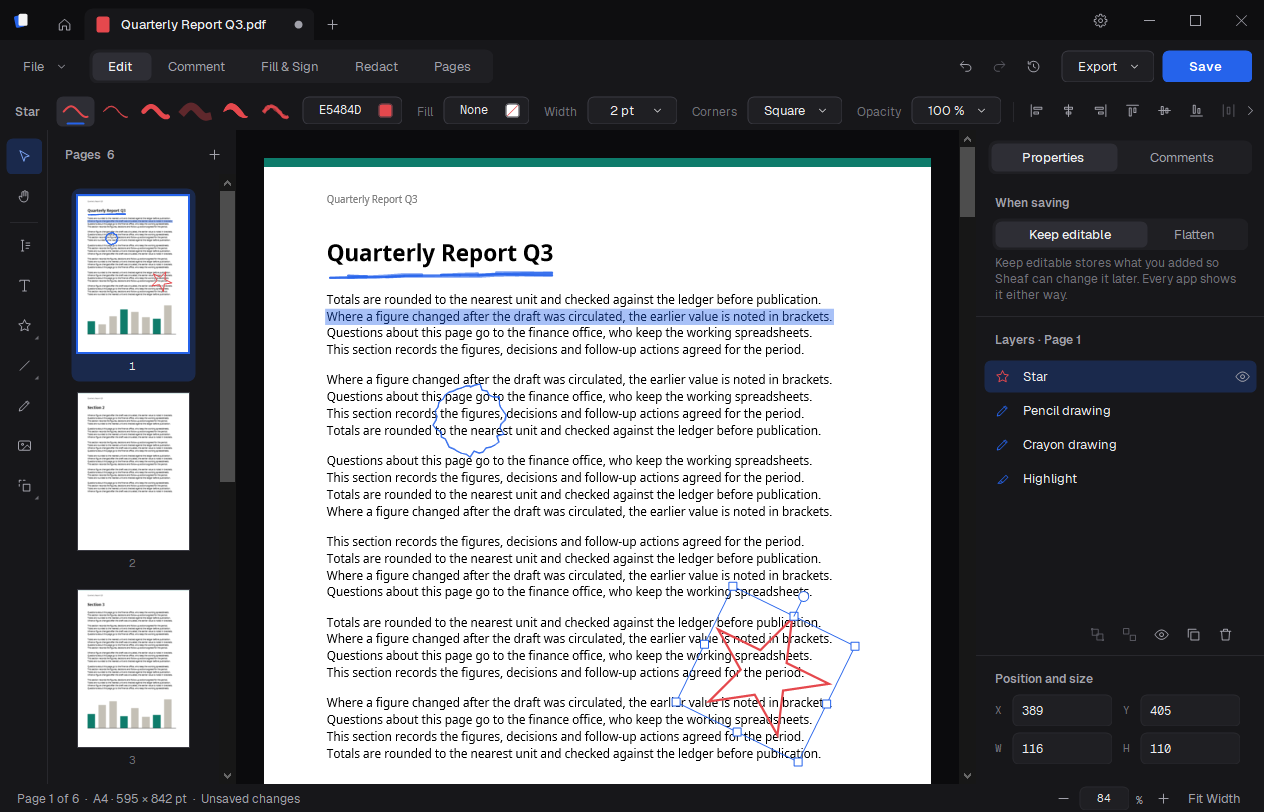 Quarterly Report Q3.pdf
File
Edit
Comment
Fill & Sign
Redact
Pages
Export
Save
Star
E5484D
Fill
None
Width
2 pt
Corners
Square
Opacity
100 %
Pages 6
1
2
3
Quarterly Report Q3
Section 2
Section 3
Quarterly Report Q3
Quarterly Report Q3
Totals are rounded to the nearest unit and checked against the ledger before publication.
Where a figure changed after the draft was circulated, the earlier value is noted in brackets.
Questions about this page go to the finance office, who keep the working spreadsheets.
This section records the figures, decisions and follow-up actions agreed for the period.
Where a figure changed after the draft was circulated, the earlier value is noted in brackets.
Questions about this page go to the finance office, who keep the working spreadsheets.
This section records the figures, decisions and follow-up actions agreed for the period.
Totals are rounded to the nearest unit and checked against the ledger before publication.
Questions about this page go to the finance office, who keep the working spreadsheets.
This section records the figures, decisions and follow-up actions agreed for the period.
Totals are rounded to the nearest unit and checked against the ledger before publication.
Where a figure changed after the draft was circulated, the earlier value is noted in brackets.
This section records the figures, decisions and follow-up actions agreed for the period.
Totals are rounded to the nearest unit and checked against the ledger before publication.
Where a figure changed after the draft was circulated, the earlier value is noted in brackets.
Questions about this page go to the finance office, who keep the working spreadsheets.
Totals are rounded to the nearest unit and checked against the ledger before publication.
Where a figure changed after the draft was circulated, the earlier value is noted in brackets.
Questions about this page go to the finance office, who keep the working spreadsheets.
This section records the figures, decisions and follow-up actions agreed for the period.
Where a figure changed after the draft was circulated, the earlier value is noted in brackets.
Questions about this page go to the finance office, who keep the working spreadsheets.
This section records the figures, decisions and follow-up actions agreed for the period.
Totals are rounded to the nearest unit and checked against the ledger before publication.
Properties
Comments
When saving
Keep editable
Flatten
Keep editable stores what you added so
Sheaf can change it later. Every app shows
it either way.
Layers · Page 1
Star
Pencil drawing
Crayon drawing
Highlight
Position and size
X 389 Y 405
W 116 H 110
Page 1 of 6 · A4 · 595 × 842 pt · Unsaved changes
84 %
Fit Width